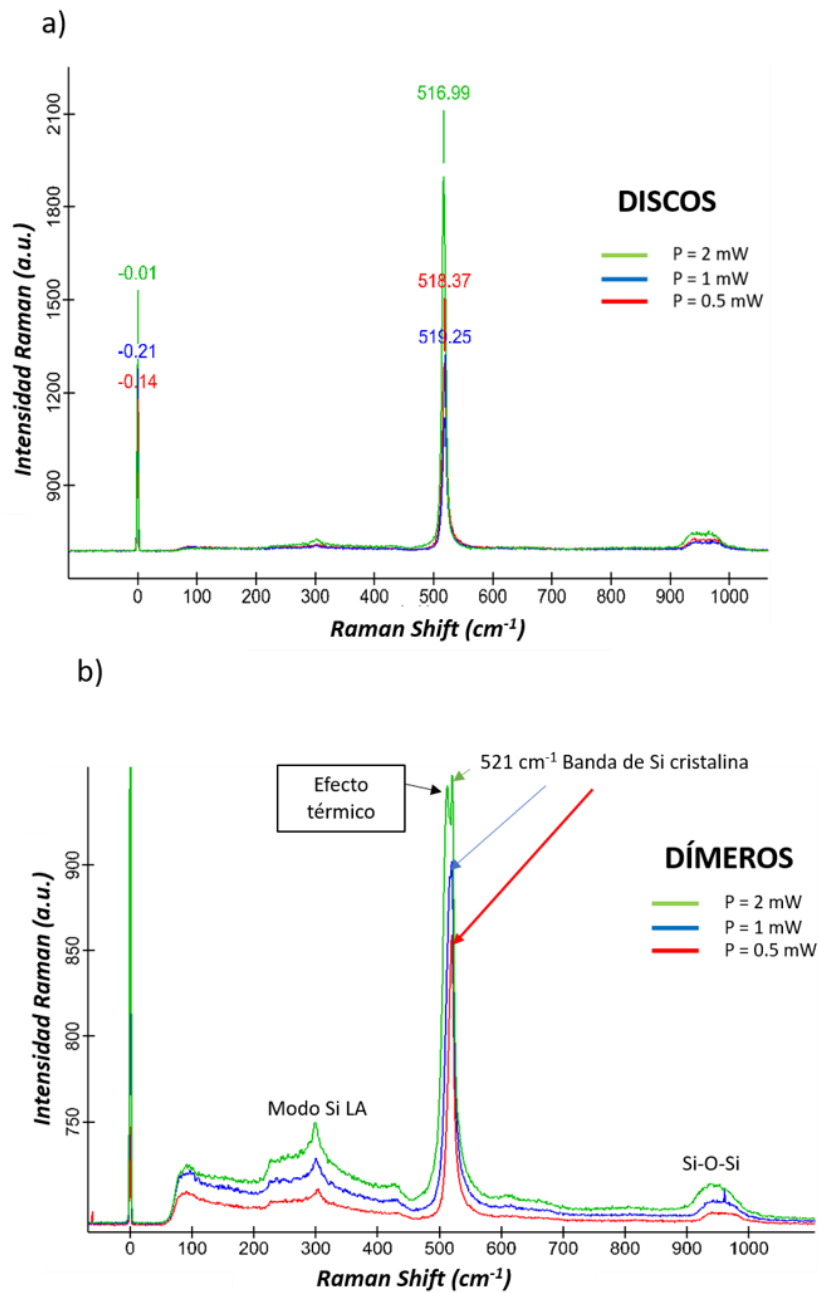 a)
516.99
2100
1800
1500
1200
900
DISCOS
P = 2 mW
P = 1 mW
P = 0.5 mW
-0.01
518.37
519.25
-0.21
-0.14
Intensidad Raman (a.u.)
0 100 200 300 400 500 600 700 800 900 1000
Raman Shift (cm-1)
b)
521 cm-1 Banda de Si cristalina
Efecto
térmico
DÍMEROS
P = 2 mW
P = 1 mW
P = 0.5 mW
900
850
800
750
Intensidad Raman (a.u.)
Modo Si LA
Si-O-Si
0 100 200 300 400 500 600 700 800 900 1000
Raman Shift (cm-1)